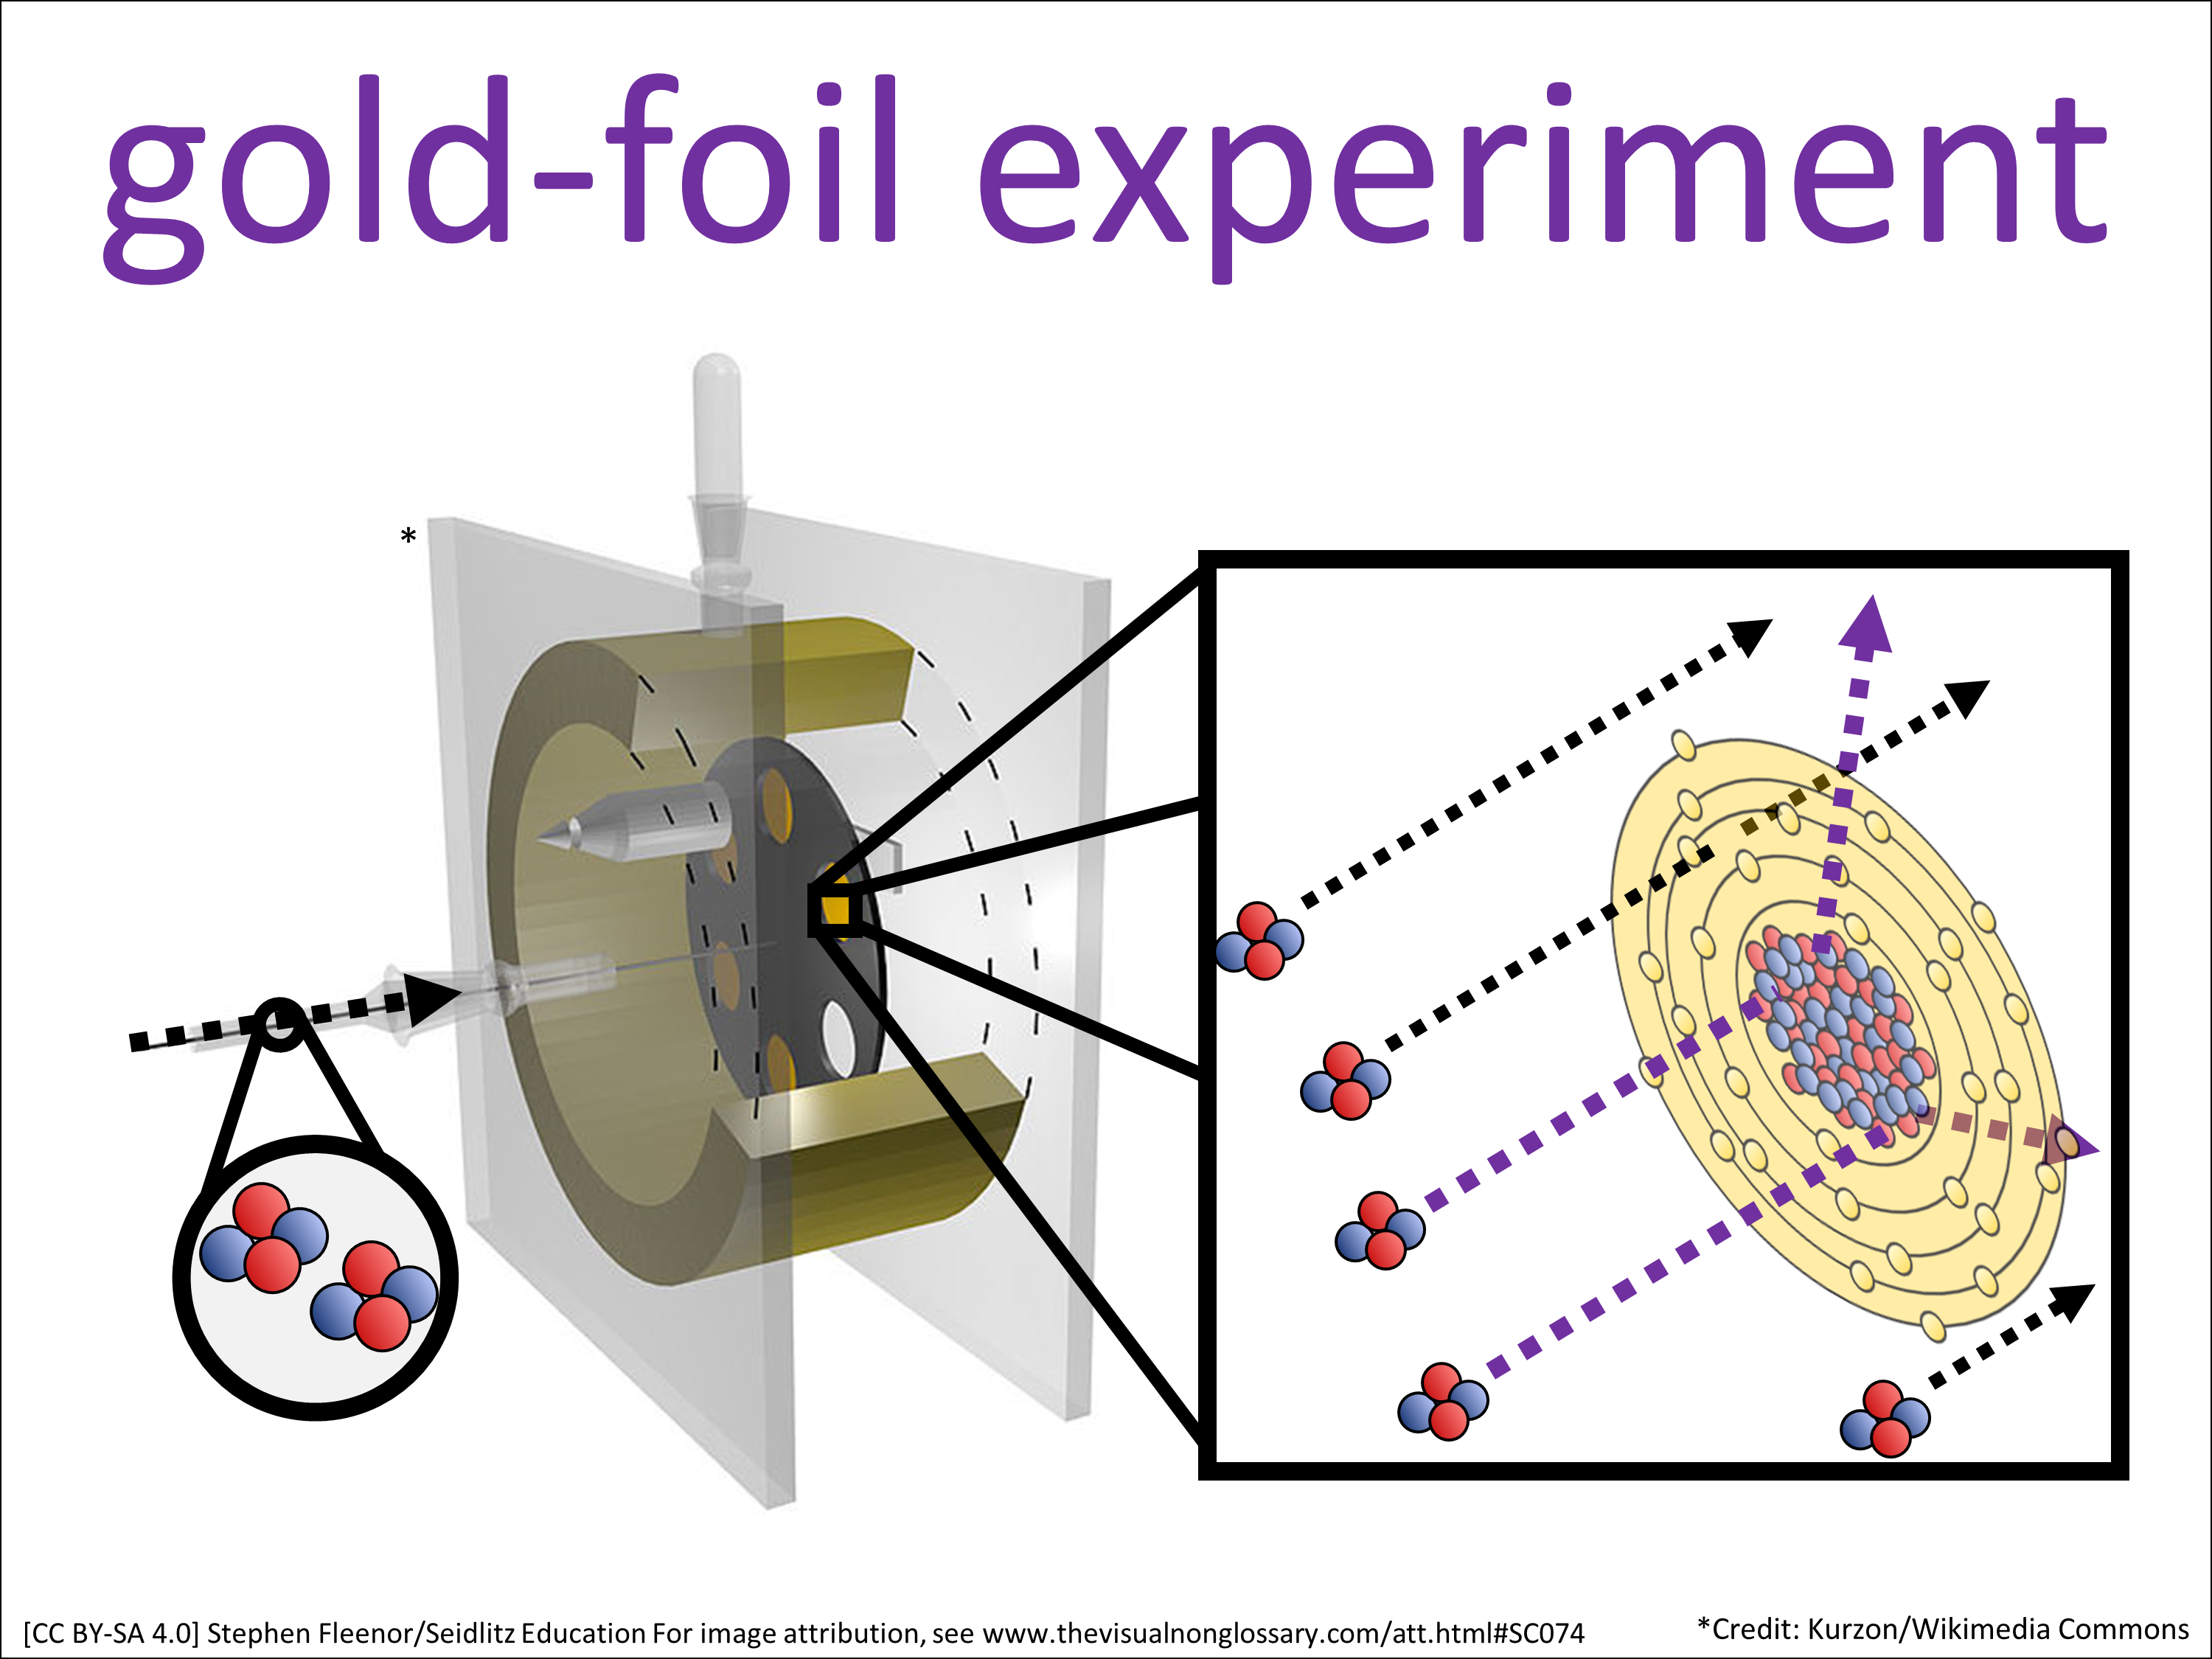 gold-foil experiment
*
[CC BY-SA 4.0] Stephen Fleenor/Seidlitz Education For image attribution, see www.thevisualnonglossary.com/att.html#SC074
*Credit: Kurzon/Wikimedia Commons